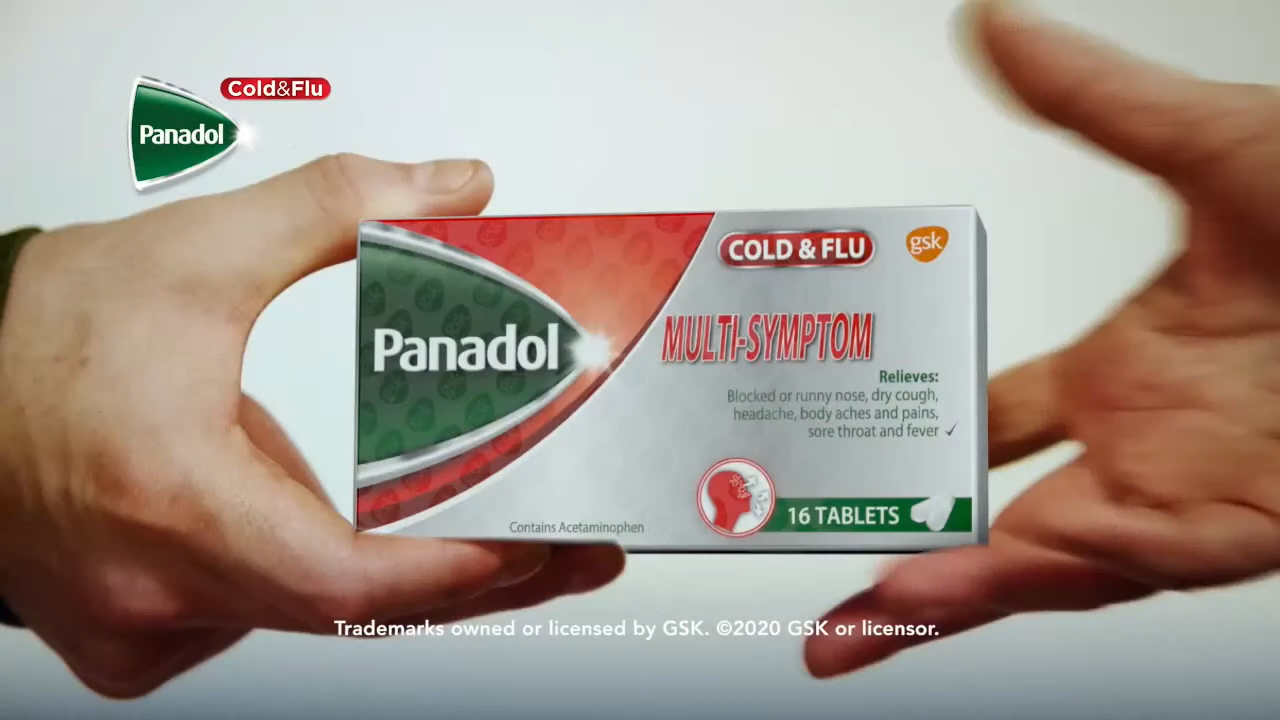 Cold&Flu
Panadol
COLD & FLU
gsk
Panadol
MULTI-SYMPTOM
Relieves:
Blocked or runny nose, dry cough,
headache, body aches and pains,
sore throat and fever ✓
16 TABLETS
Contains Acetaminophen
Trademarks owned or licensed by GSK. ©2020 GSK or licensor.